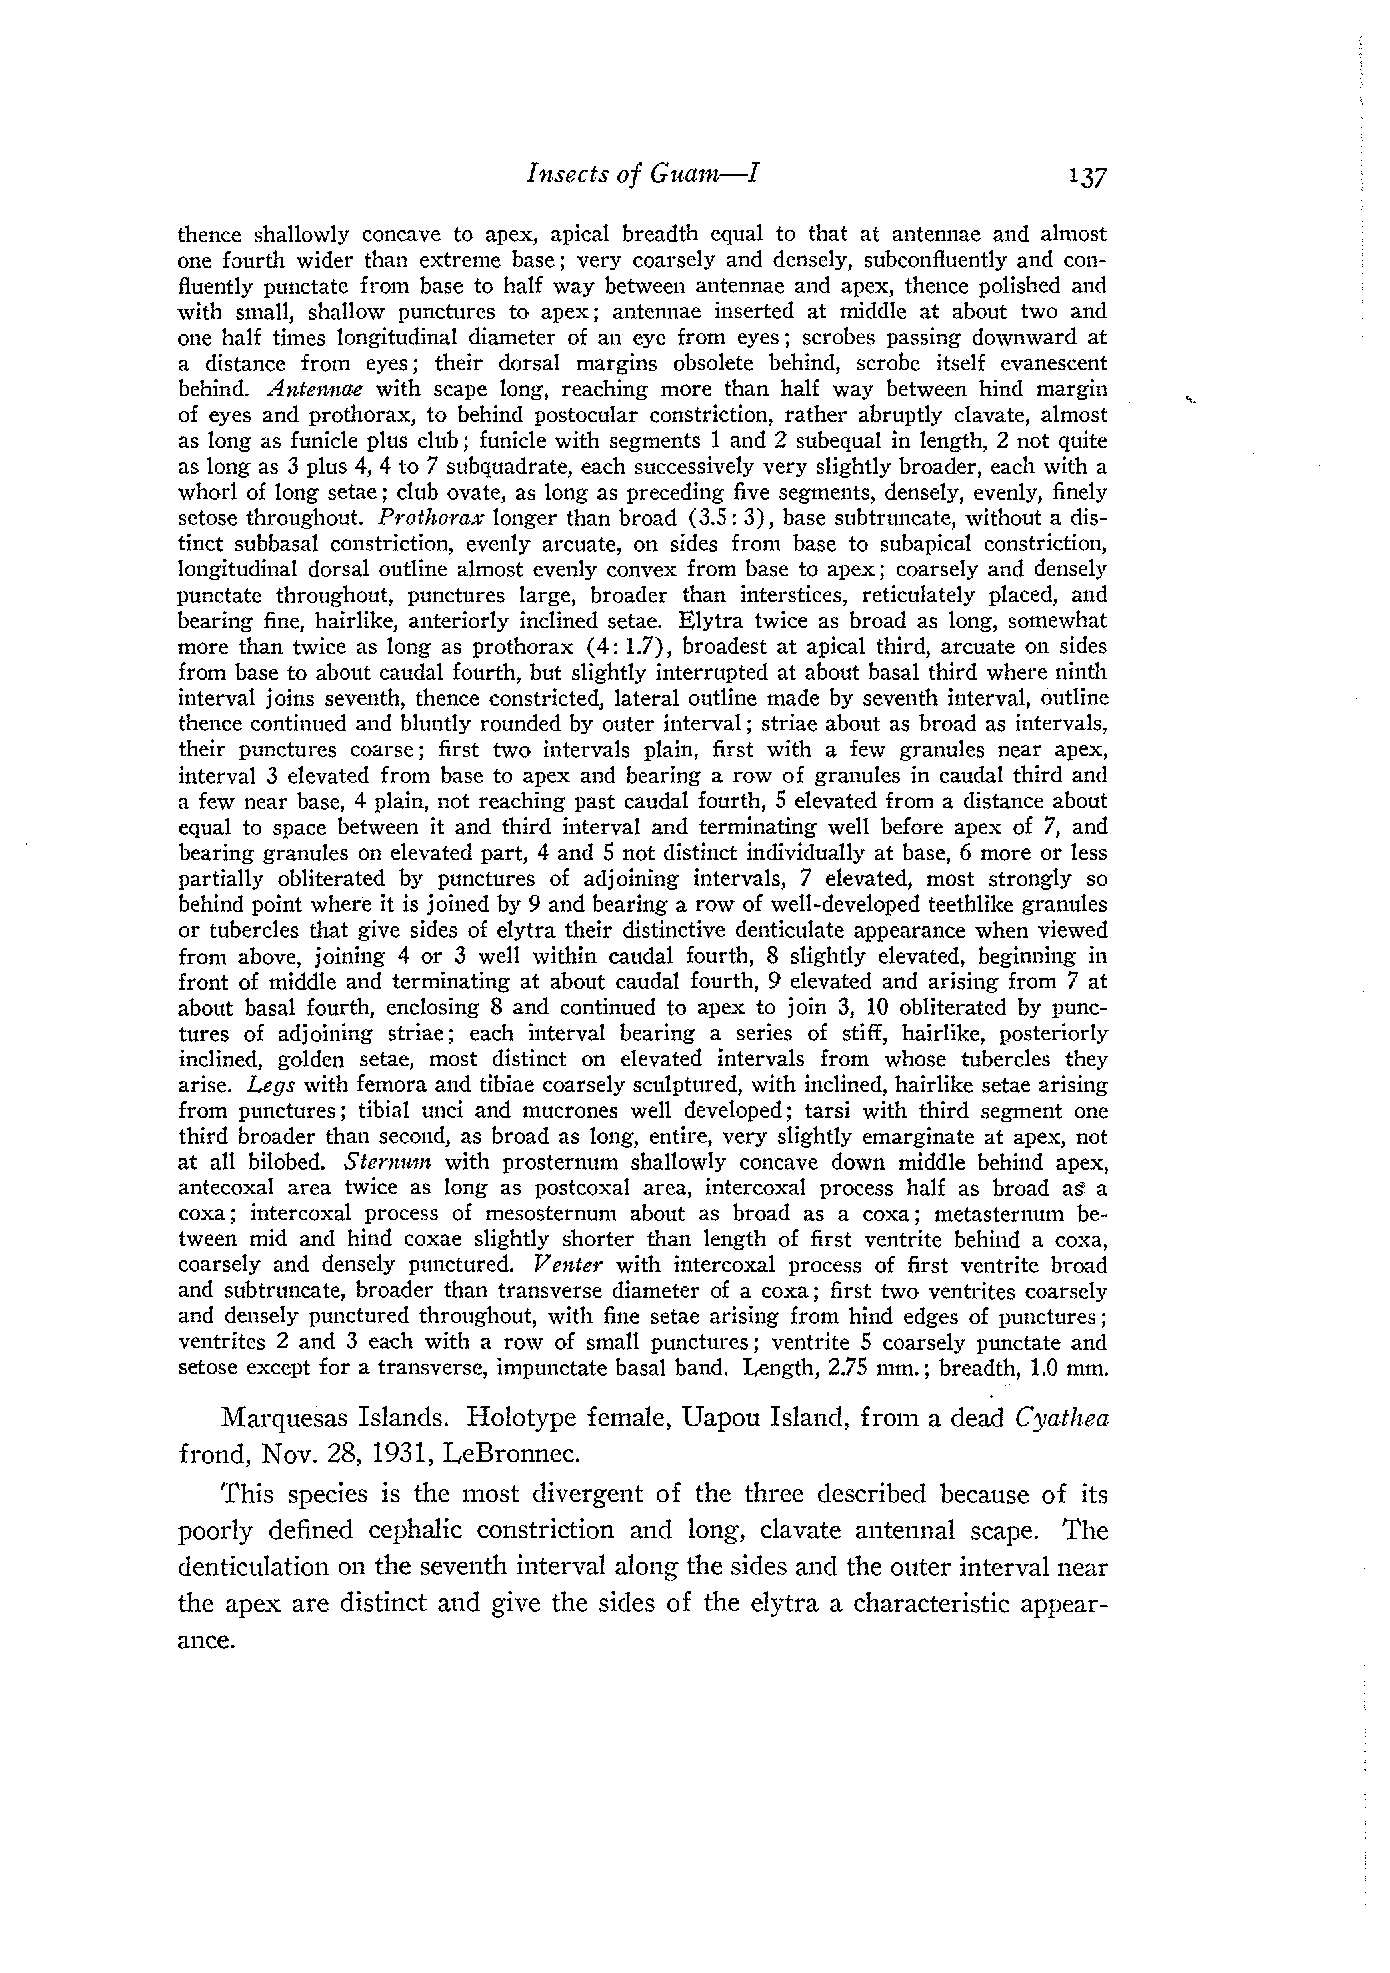 Insects of Guam—I 137
thence shallowly concave to apex, apical breadth equal to that at antennae and almost
one fourth wider than extreme base; very coarsely and densely, subconfluently and con-
fluently punctate from base to half way between antennae and apex, thence polished and
with small, shallow punctures to apex; antennae inserted at middle at about two and
one half times longitudinal diameter of an eye from eyes; scrobes passing downward at
a distance from eyes; their dorsal margins obsolete behind, scrobe itself evanescent
behind. Antennae with scape long, reaching more than half way between hind margin
of eyes and prothorax, to behind postocular constriction, rather abruptly clavate, almost
as long as funicle plus club; funicle with segments 1 and 2 subequal in length, 2 not quite
as long as 3 plus 4, 4 to 7 subquadrate, each successively very slightly broader, each with a
whorl of long setae; club ovate, as long as preceding five segments, densely, evenly, finely
setose throughout. Prothorax longer than broad (3.5: 3), base subtruncate, without a dis-
tinct subbasal constriction, evenly arcuate, on sides from base to subapical constriction,
longitudinal dorsal outline almost evenly convex from base to apex; coarsely and densely
punctate throughout, punctures large, broader than interstices, reticulately placed, and
bearing fine, hairlike, anteriorly inclined setae. Elytra twice as broad as long, somewhat
more than twice as long as prothorax (4: 1.7), broadest at apical third, arcuate on sides
from base to about caudal fourth, but slightly interrupted at about basal third where ninth
interval joins seventh, thence constricted, lateral outline made by seventh interval, outline
thence continued and bluntly rounded by outer interval; striae about as broad as intervals,
their punctures coarse; first two intervals plain, first with a few granules near apex,
interval 3 elevated from base to apex and bearing a row of granules in caudal third and
a few near base, 4 plain, not reaching past caudal fourth, 5 elevated from a distance about
equal to space between it and third interval and terminating well before apex of 7, and
bearing granules on elevated part, 4 and 5 not distinct individually at base, 6 more or less
partially obliterated by punctures of adjoining intervals, 7 elevated, most strongly so
behind point where it is joined by 9 and bearing a row of well-developed teethlike granules
or tubercles that give sides of elytra their distinctive denticulate appearance when viewed
from above, joining 4 or 3 well within caudal fourth, 8 slightly elevated, beginning in
front of middle and terminating at about caudal fourth, 9 elevated and arising from 7 at
about basal fourth, enclosing 8 and continued to apex to join 3, 10 obliterated by punc-
tures of adjoining striae; each interval bearing a series of stiff, hairlike, posteriorly
inclined, golden setae, most distinct on elevated intervals from whose tubercles they
arise. Legs with femora and tibiae coarsely sculptured, with inclined, hairlike setae arising
from punctures; tibial unci and mucrones well developed; tarsi with third segment one
third broader than second, as broad as long, entire, very slightly emarginate at apex, not
at all bilobed. Sternum with prosternum shallowly concave down middle behind apex,
antecoxal area twice as long as postcoxal area, intercoxal process half as broad as a
coxa; intercoxal process of mesosternum about as broad as a coxa; metasternum be-
tween mid and hind coxae slightly shorter than length of first ventrite behind a coxa,
coarsely and densely punctured. Venter with intercoxal process of first ventrite broad
and subtruncate, broader than transverse diameter of a coxa; first two ventrites coarsely
and densely punctured throughout, with fine setae arising from hind edges of punctures;
ventrites 2 and 3 each with a row of small punctures; ventrite 5 coarsely punctate and
setose except for a transverse, impunctate basal band. Length, 2.75 mm.; breadth, 1.0 mm.
Marquesas Islands. Holotype female, Uapou Island, from a dead Cyathea
frond, Nov. 28, 1931, LeBronnec.
This species is the most divergent of the three described because of its
poorly defined cephalic constriction and long, clavate antennal scape. The
denticulation on the seventh interval along the sides and the outer interval near
the apex are distinct and give the sides of the elytra a characteristic appear-
ance.